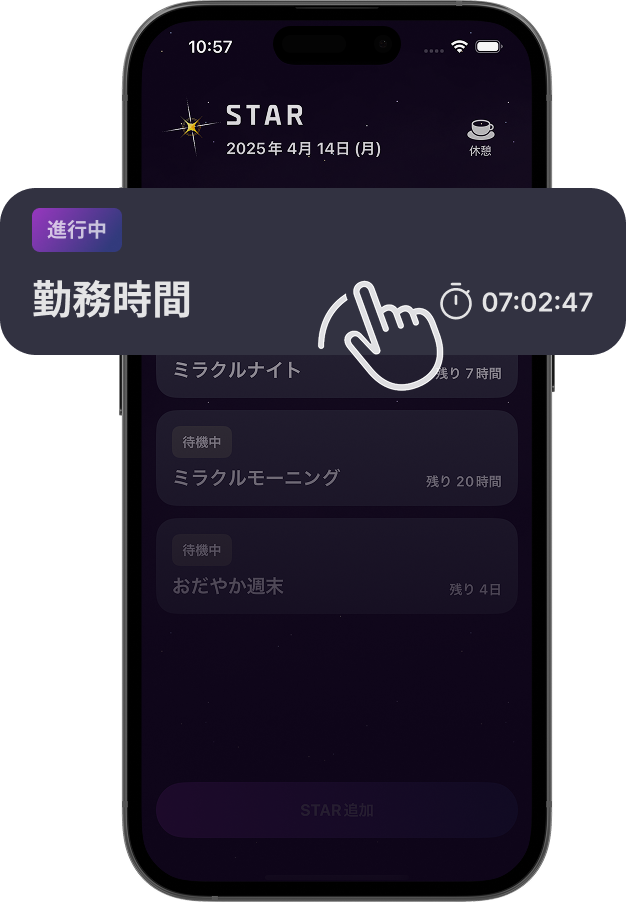 10:57
STAR
2025年 4月 14日 (月)
休憩
進行中
勤務時間
07:02:47
ミラクルナイト
残り 7時間
待機中
ミラクルモーニング
残り 20時間
待機中
おだやか週末
残り 4日
STAR追加